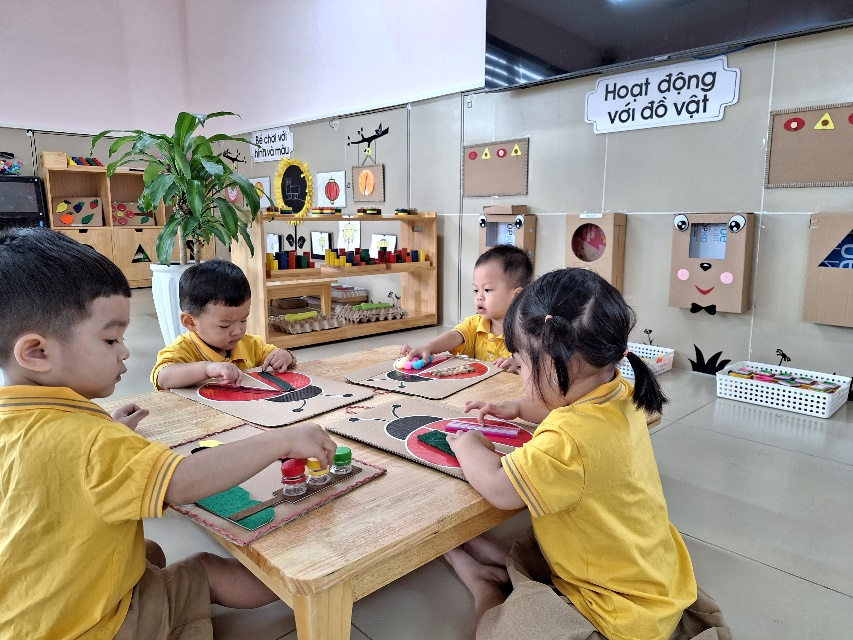 Hoạt động
với đồ vật
Bé chơi với
hình và màu